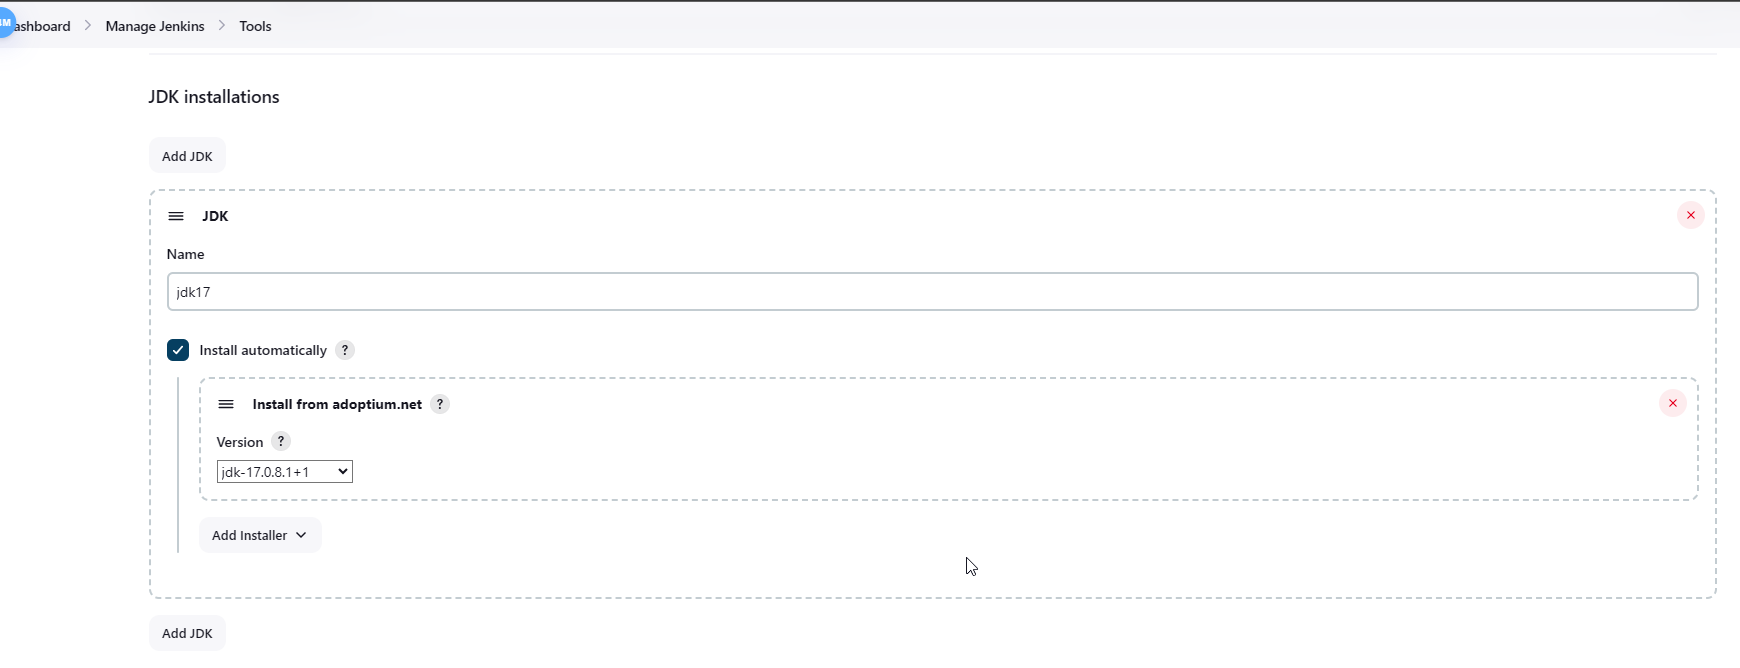 ashboard > Manage Jenkins > Tools
JDK installations
Add JDK
JDK
Name
jdk17
Install automatically ?
Install from adoptium.net ?
Version ?
jdk-17.0.8.1+1
Add Installer
Add JDK